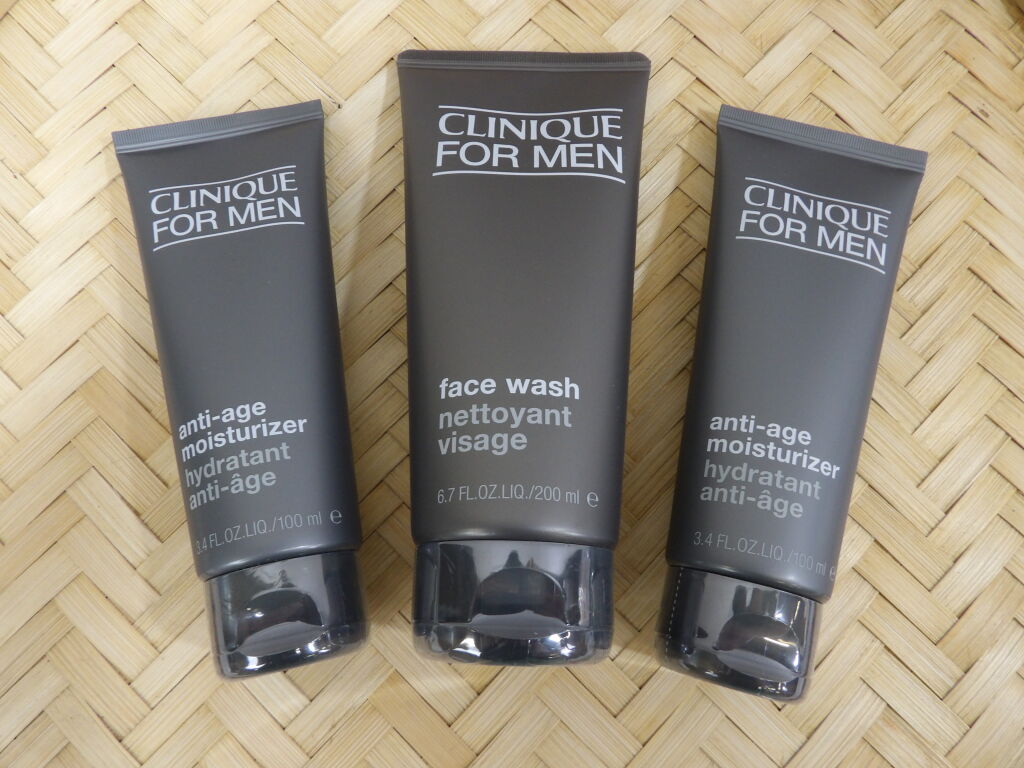 CLINIQUE
FOR MEN
anti-age
moisturizer
hydratant
anti-âge
3.4 FL.OZ.LIQ./100 ml ℮
CLINIQUE
FOR MEN
face wash
nettoyant
visage
6.7 FL.OZ.LIQ./200 ml ℮
CLINIQUE
FOR MEN
anti-age
moisturizer
hydratant
anti-âge
3.4 FL.OZ.LIQ./100 ml ℮